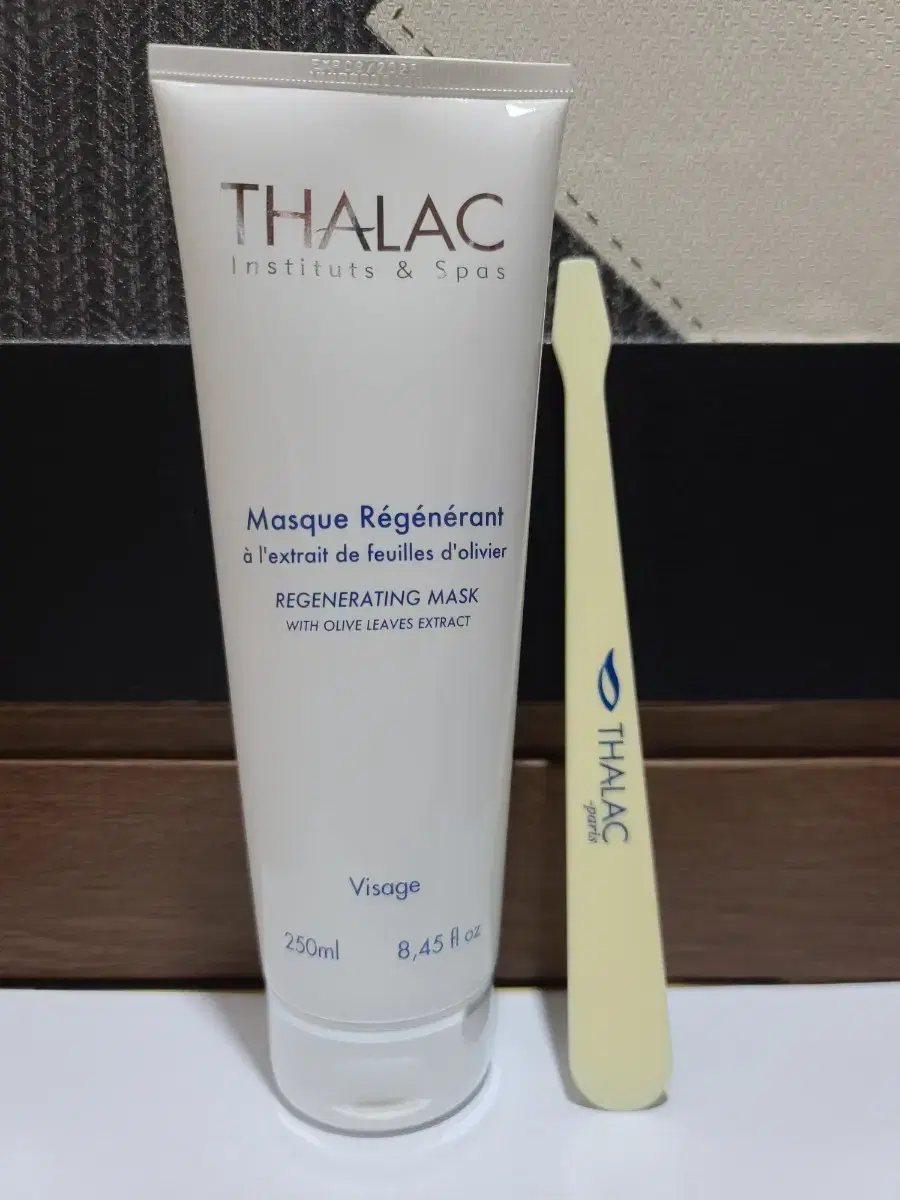 THALAC
Instituts & Spas
Masque Régénérant
à l'extrait de feuilles d'olivier
REGENERATING MASK
WITH OLIVE LEAVES EXTRACT
Visage
250ml 8,45 fl oz
THALAC
-paris